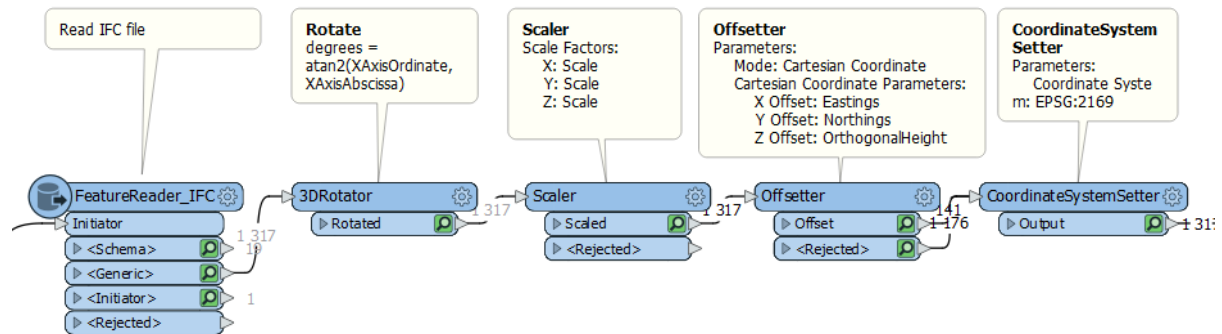 Read IFC file
Rotate
degrees =
atan2(XAxisOrdinate,
XAxisAbscissa)
Scaler
Scale Factors:
X: Scale
Y: Scale
Z: Scale
Offsetter
Parameters:
Mode: Cartesian Coordinate
Cartesian Coordinate Parameters:
X Offset: Eastings
Y Offset: Northings
Z Offset: OrthogonalHeight
CoordinateSystem
Setter
Parameters:
Coordinate Syste
m: EPSG:2169
FeatureReader_IFC
Initiator
<Schema>
19
<Generic>
1 317
<Initiator>
1
<Rejected>
3DRotator
Rotated
1 317
Scaler
Scaled
1 317
<Rejected>
Offsetter
Offset
141
<Rejected>
1 176
CoordinateSystemSetter
Output